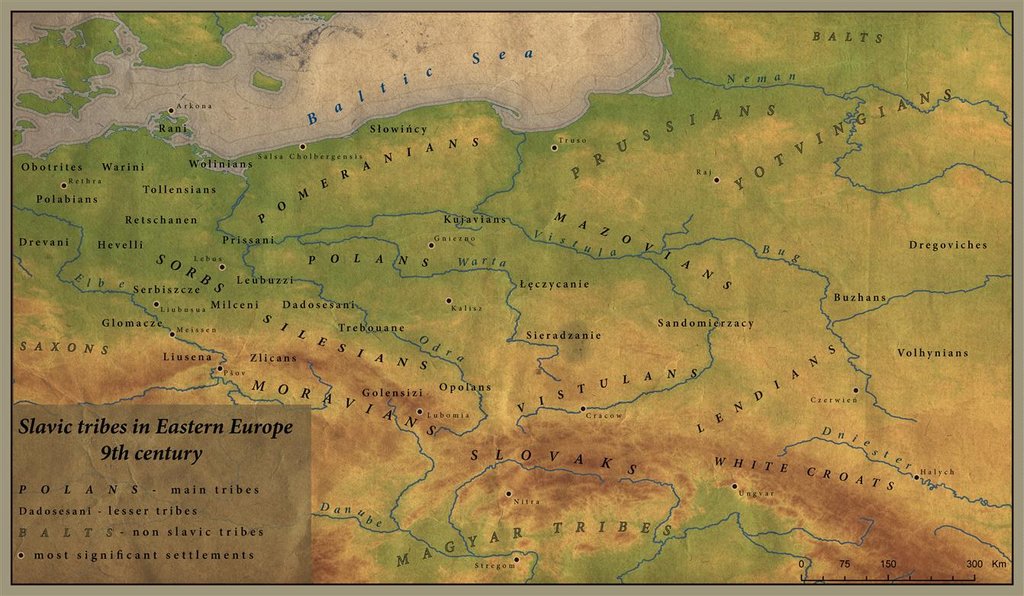 BALTS
Baltic Sea
Neman
Arkona
Rani
Słowińcy
PRUSSIANS
YOTVINGIANS
Truso
Salsa Cholbergensis
POMERANIANS
Obotrites
Warini
Wolinians
Rethra
Raj
Polabians
Tollensians
Retschanen
Kujavians
MAZOVIANS
Drevani
Hevelli
Prissani
Gniezno
Vistula
Bug
Dregoviches
SORBS
Lebus
POLANS
Warta
Elbe
Serbiszcze
Leubuzzi
Łęczycanie
Buzhans
Liubusua
Milceni
Dadosesani
Kalisz
Glomacze
Meissen
SILESIANS
Trebouane
Odra
Sieradzanie
Sandomierzacy
SAXONS
Liusena
Zlicans
Volhynians
Pšov
MORAVIANS
Golensizi
Opolans
VISTULANS
LENDIANS
Lubomia
Cracow
Czerwień
Slavic tribes in Eastern Europe
9th century
SLOVAKS
WHITE CROATS
Dniester
Halych
POLANS - main tribes
Nitra
Ungvar
Dadosesani - lesser tribes
Danube
BALTS - non slavic tribes
MAGYAR TRIBES
most significant settlements
Stregom
0 75 150 300 Km